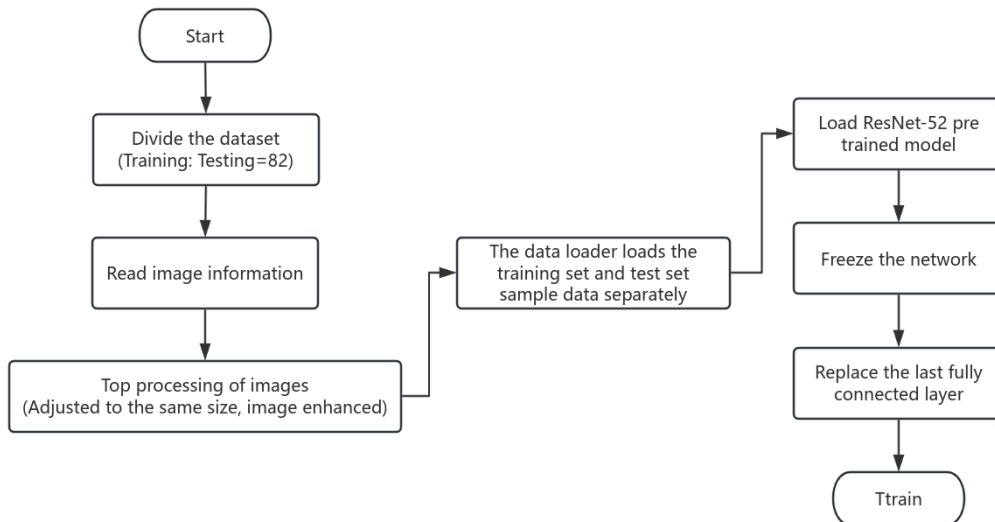 Start
Divide the dataset
(Training: Testing=82)
Read image information
Top processing of images
(Adjusted to the same size, image enhanced)
The data loader loads the
training set and test set
sample data separately
Load ResNet-52 pre
trained model
Freeze the network
Replace the last fully
connected layer
Ttrain